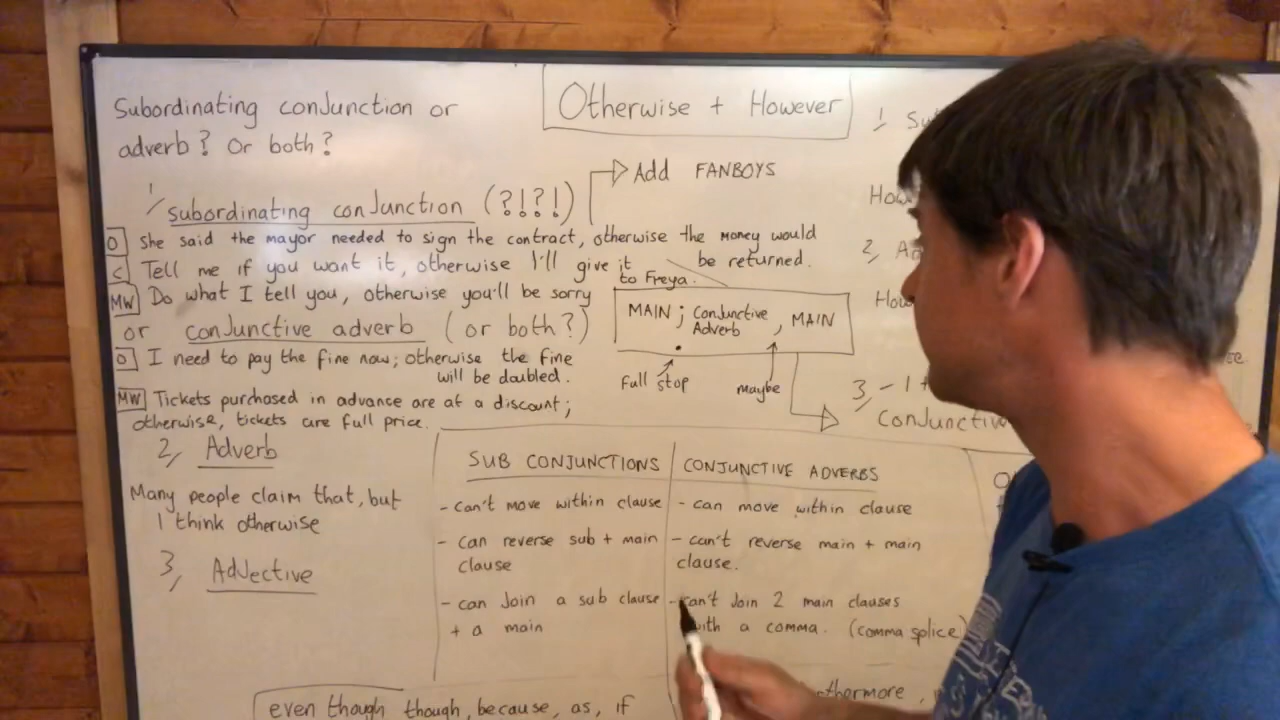 Otherwise + However
Subordinating conjunction or
adverb? Or both?
1/ subordinating conjunction (?!?!)
Add FANBOYS
O She said the mayor needed to sign the contract, otherwise the money would
be returned.
C Tell me if you want it, otherwise I'll give it
to Freya.
MW Do what I tell you, otherwise you'll be sorry
or conjunctive adverb (or both?)
O I need to pay the fine now; otherwise the fine
will be doubled.
MW Tickets purchased in advance are at a discount;
otherwise, tickets are full price.
MAIN; Conjunctive
Adverb , MAIN
Full stop
maybe
2, Adverb
Many people claim that, but
I think otherwise
3, Adjective
SUB CONJUNCTIONS
- can't move within clause
- can reverse sub + main
clause
- can join a sub clause
+ a main
CONJUNCTIVE ADVERBS
- can move within clause
- can't reverse main + main
clause.
- can't join 2 main clauses
with a comma. (comma splice)
even though though, because, as, if
1/
2,
3, - 1 +